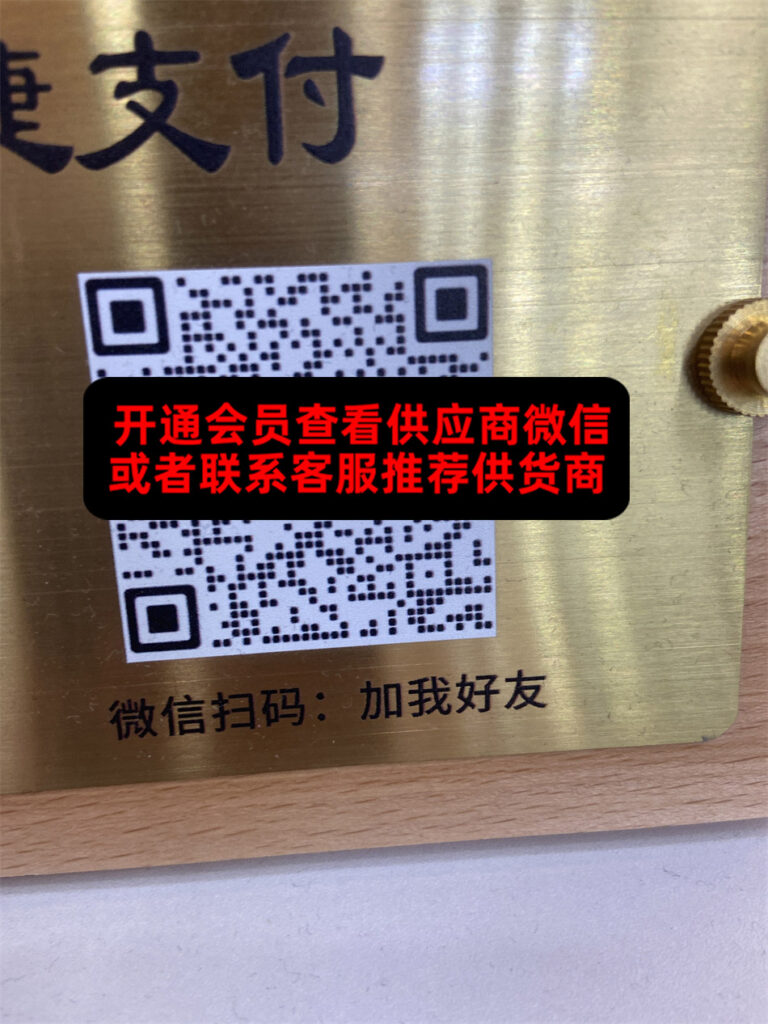 捷支付
开通会员查看供应商微信
或者联系客服推荐供货商
微信扫码：加我好友